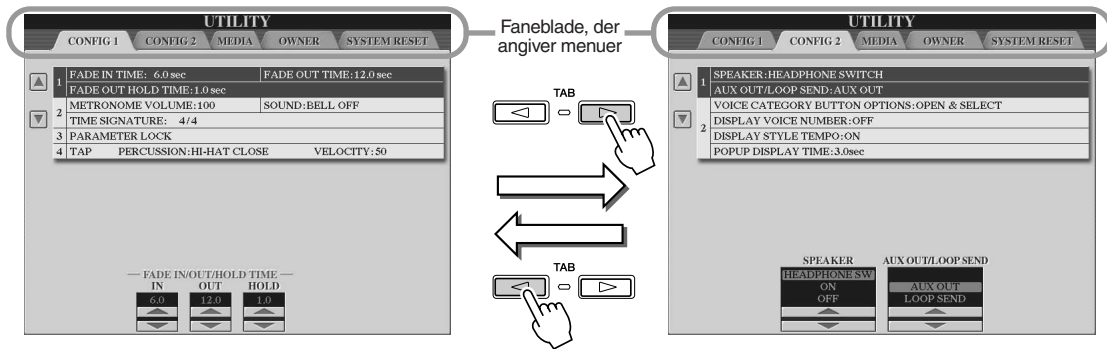 UTILITY
CONFIG 1 CONFIG 2 MEDIA OWNER SYSTEM RESET
1 FADE IN TIME: 6.0 sec FADE OUT TIME:12.0 sec
FADE OUT HOLD TIME:1.0 sec
2 METRONOME VOLUME:100 SOUND:BELL OFF
TIME SIGNATURE: 4/4
3 PARAMETER LOCK
4 TAP PERCUSSION:HI-HAT CLOSE VELOCITY:50
FADE IN/OUT/HOLD TIME
IN OUT HOLD
6.0 12.0 1.0
Faneblade, der
angiver menuer
TAB
TAB
UTILITY
CONFIG 1 CONFIG 2 MEDIA OWNER SYSTEM RESET
1 SPEAKER:HEADPHONE SWITCH
AUX OUT/LOOP SEND:AUX OUT
2 VOICE CATEGORY BUTTON OPTIONS:OPEN & SELECT
DISPLAY VOICE NUMBER:OFF
DISPLAY STYLE TEMPO:ON
POPUP DISPLAY TIME:3.0sec
SPEAKER AUX OUT/LOOP SEND
HEADPHONE SW
ON AUX OUT
OFF LOOP SEND